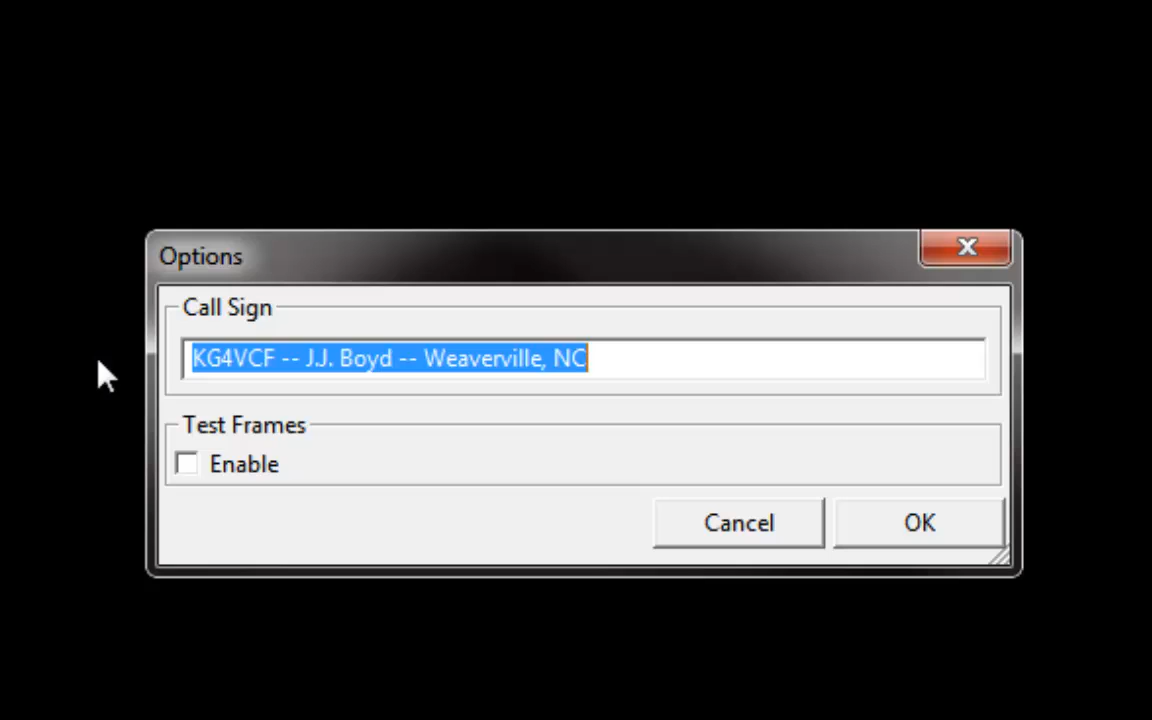 Options
Call Sign
KG4VCF -- J.J. Boyd -- Weaverville, NC
Test Frames
Enable
Cancel
OK